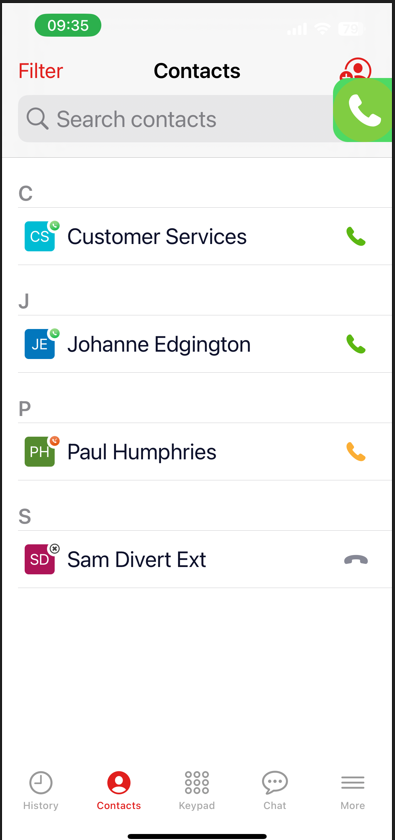 09:35
70
Filter
Contacts
Search contacts
C
CS
Customer Services
J
JE
Johanne Edgington
P
PH
Paul Humphries
S
SD
Sam Divert Ext
History
Contacts
Keypad
Chat
More